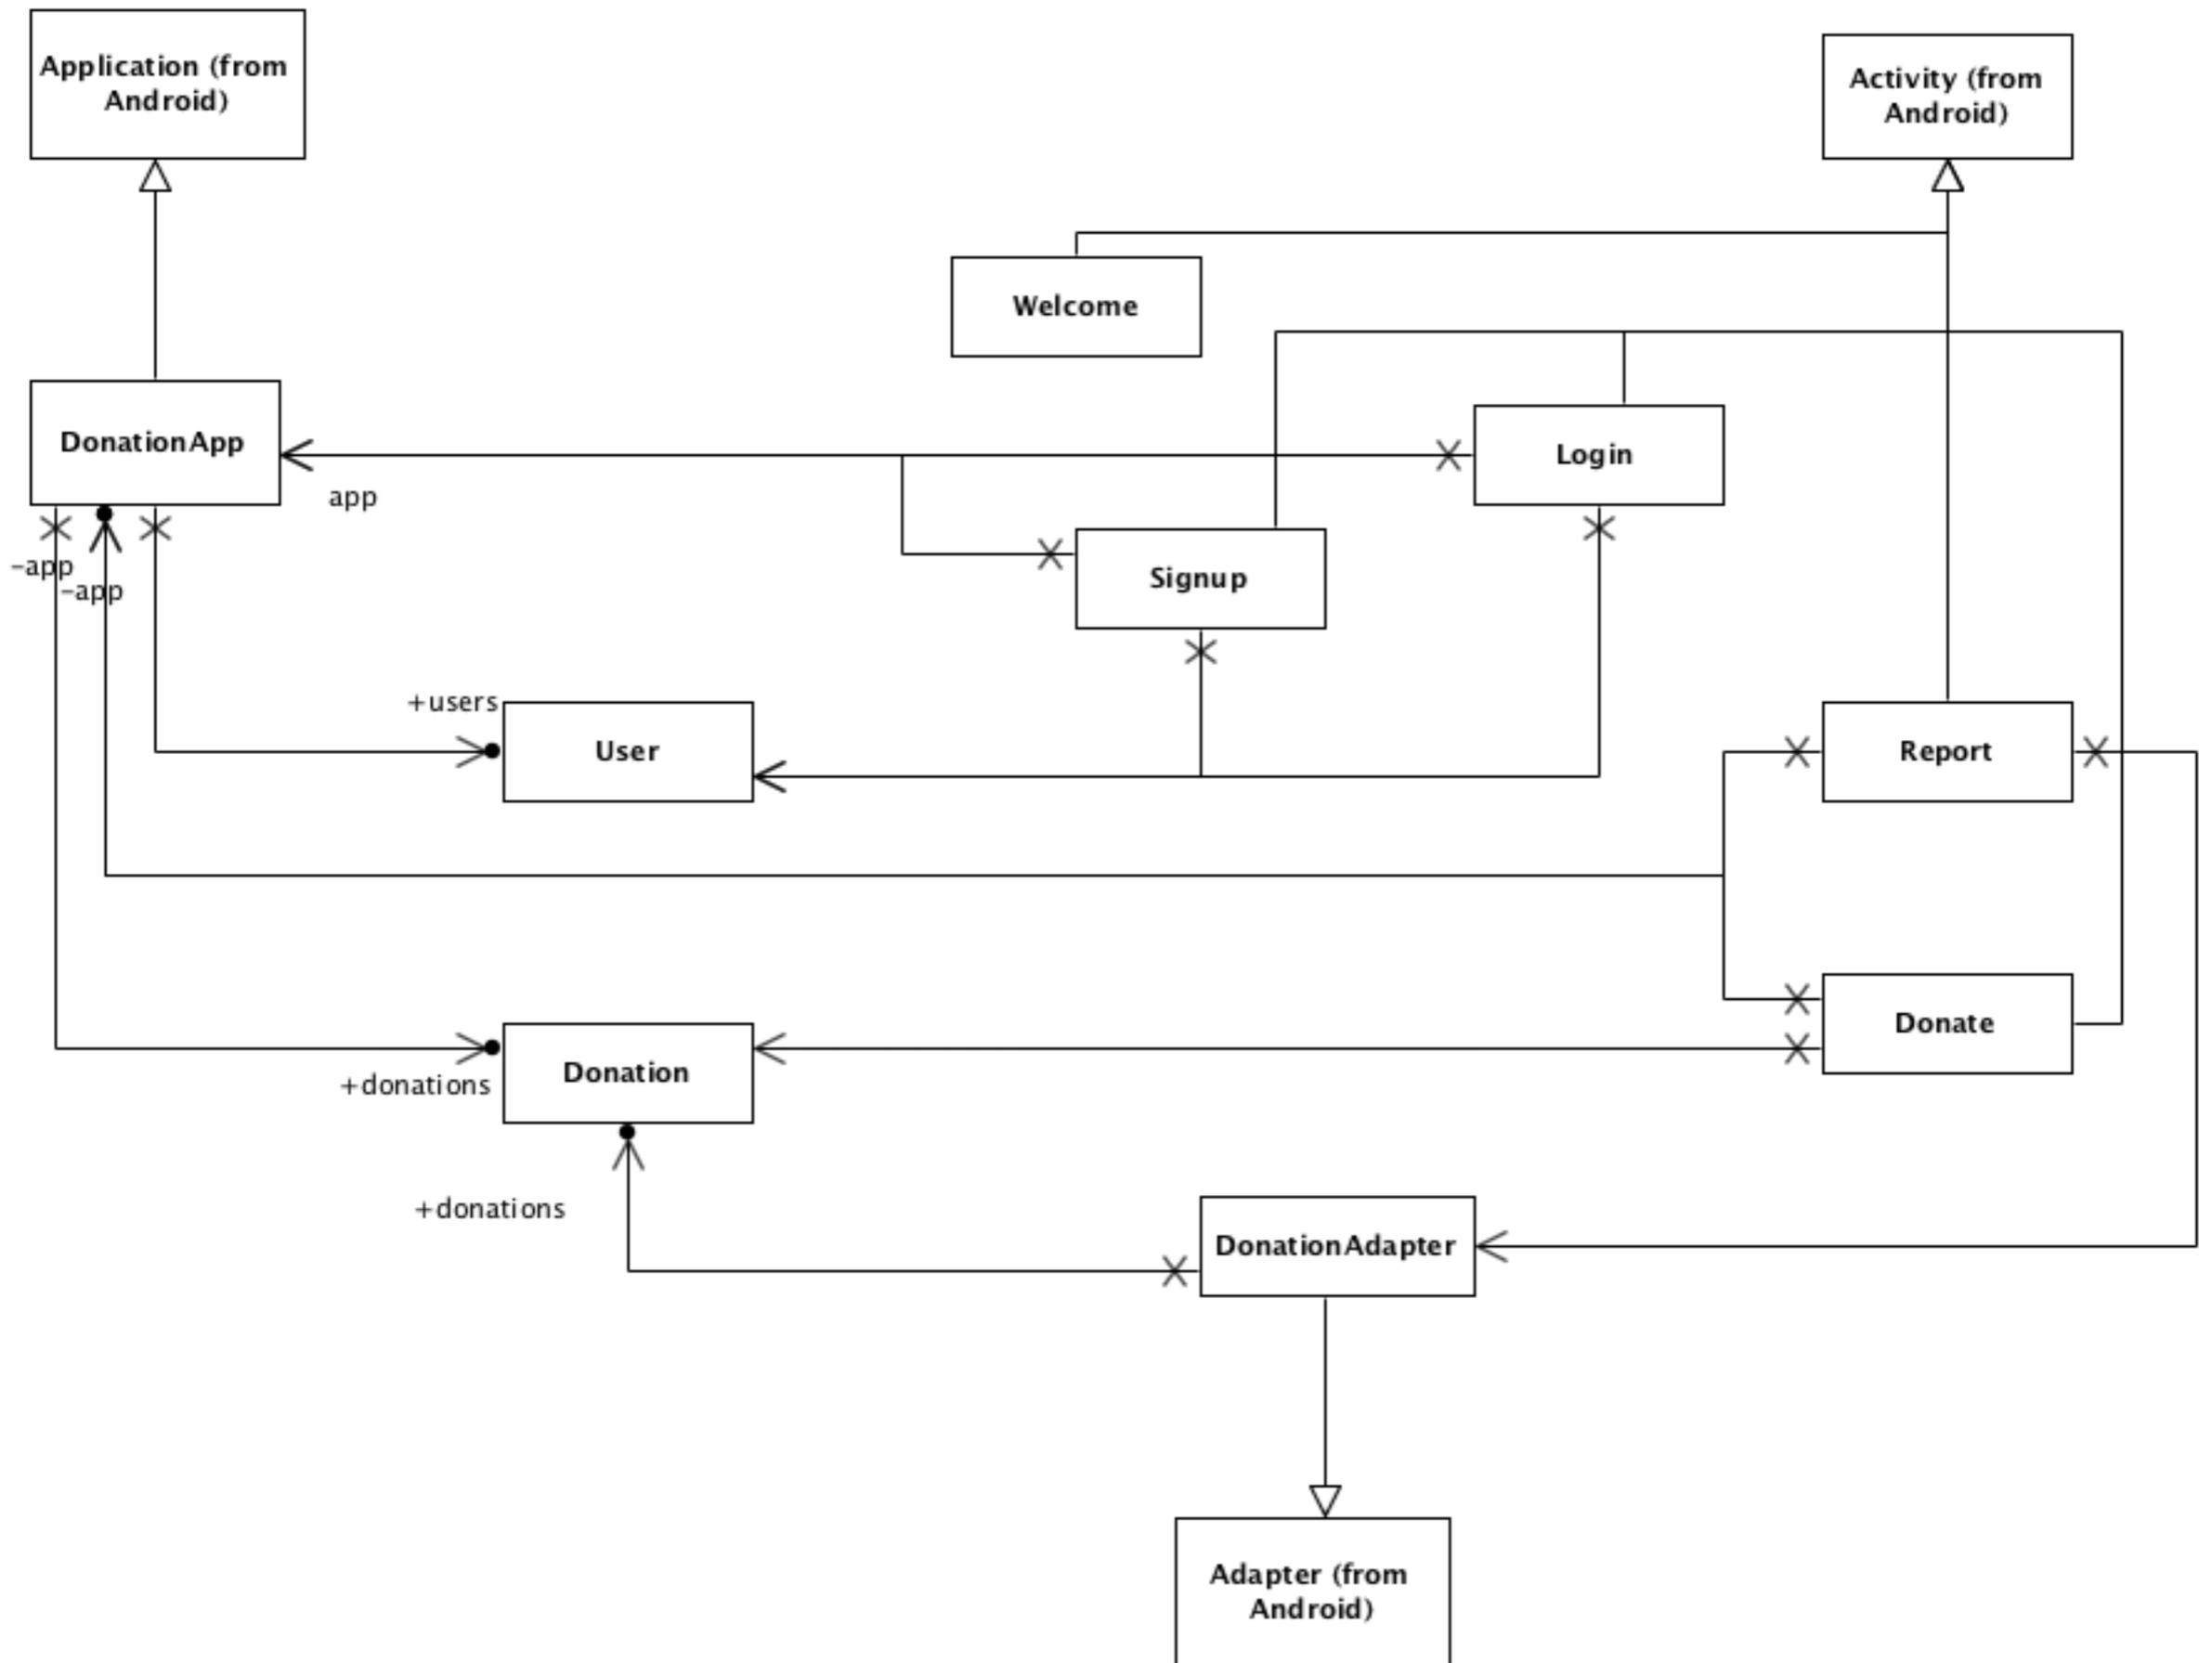 Application (from
Android)
Activity (from
Android)
Welcome
DonationApp
Login
app
-app
-app
Signup
+users
User
Report
Donate
Donation
+donations
+donations
DonationAdapter
Adapter (from
Android)